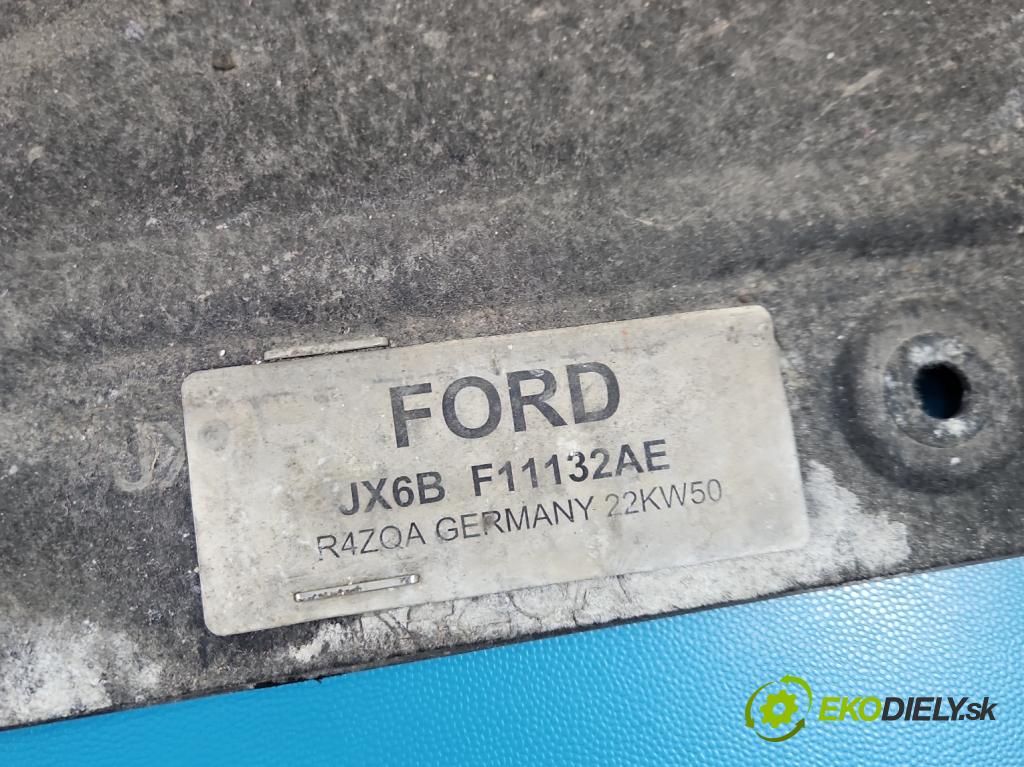 FORD
JX6B F11132AE
R4ZQA GERMANY 22KW50
EKODIELY.sk